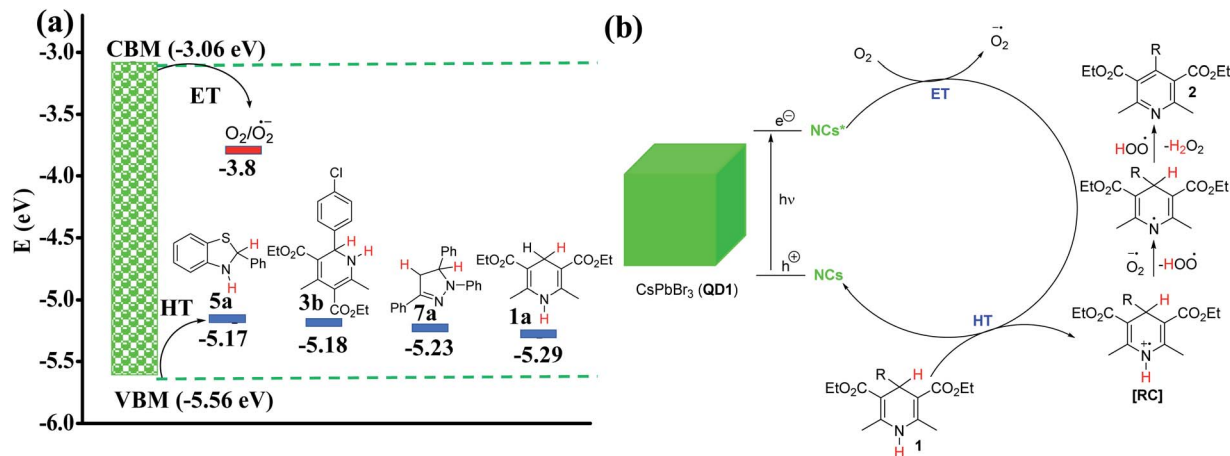 (a)
E (eV)
-3.0
-3.5
-4.0
-4.5
-5.0
-5.5
-6.0
CBM (-3.06 eV)
ET
O₂/O₂•−
-3.8
S
H
N
Ph
H
5a
HT
-5.17
Cl
EtO₂C
H
N
H
CO₂Et
3b
-5.18
Ph
H
H
N
Ph
Ph
N
7a
-5.23
H
H
EtO₂C
CO₂Et
N
H
1a
-5.29
VBM (-5.56 eV)
(b)
O₂
O₂•−
ET
e⊖
NCs*
hν
h⊕
NCs
CsPbBr₃ (QD1)
HT
R
H
EtO₂C
CO₂Et
N
H
1
R
EtO₂C
CO₂Et
N
2
HOO•
-H₂O₂
R
H
EtO₂C
CO₂Et
N•
O₂•−
-HOO•
R
H
EtO₂C
CO₂Et
+•
N
H
[RC]